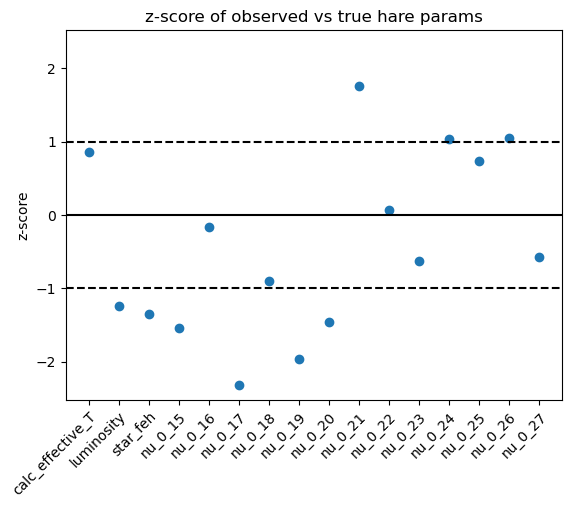 z-score of observed vs true hare params
z-score
2
1
0
−1
−2
calc_effective_T
luminosity
star_feh
nu_0_15
nu_0_16
nu_0_17
nu_0_18
nu_0_19
nu_0_20
nu_0_21
nu_0_22
nu_0_23
nu_0_24
nu_0_25
nu_0_26
nu_0_27